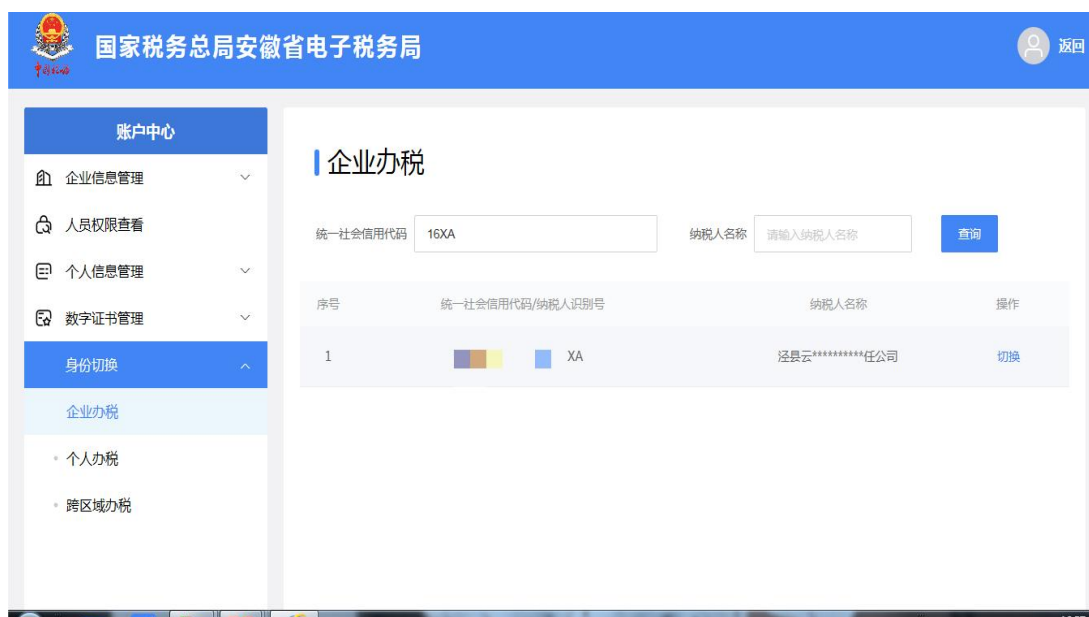 国家税务总局安徽省电子税务局
返回
中国税务
账户中心
企业信息管理
人员权限查看
个人信息管理
数字证书管理
身份切换
企业办税
个人办税
跨区域办税
企业办税
统一社会信用代码 16XA 纳税人名称 请输入纳税人名称 查询
序号 统一社会信用代码/纳税人识别号 纳税人名称 操作
1 XA 泾县云**********任公司 切换